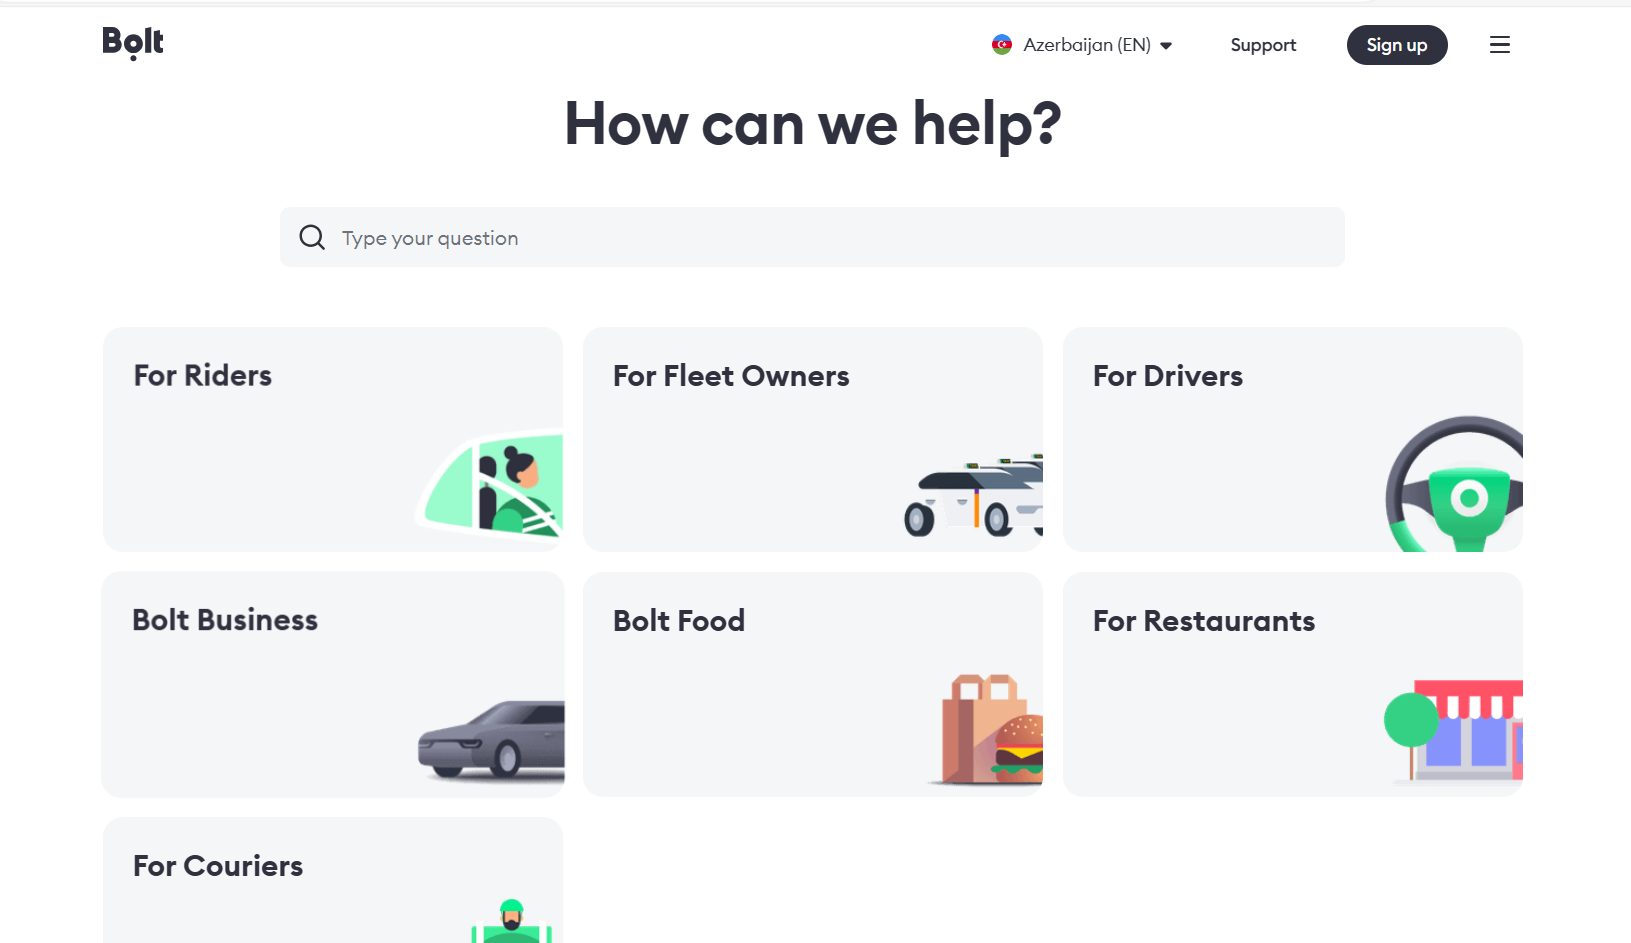 Bolt
Azerbaijan (EN)
Support
Sign up
How can we help?
Type your question
For Riders
For Fleet Owners
For Drivers
Bolt Business
Bolt Food
For Restaurants
For Couriers